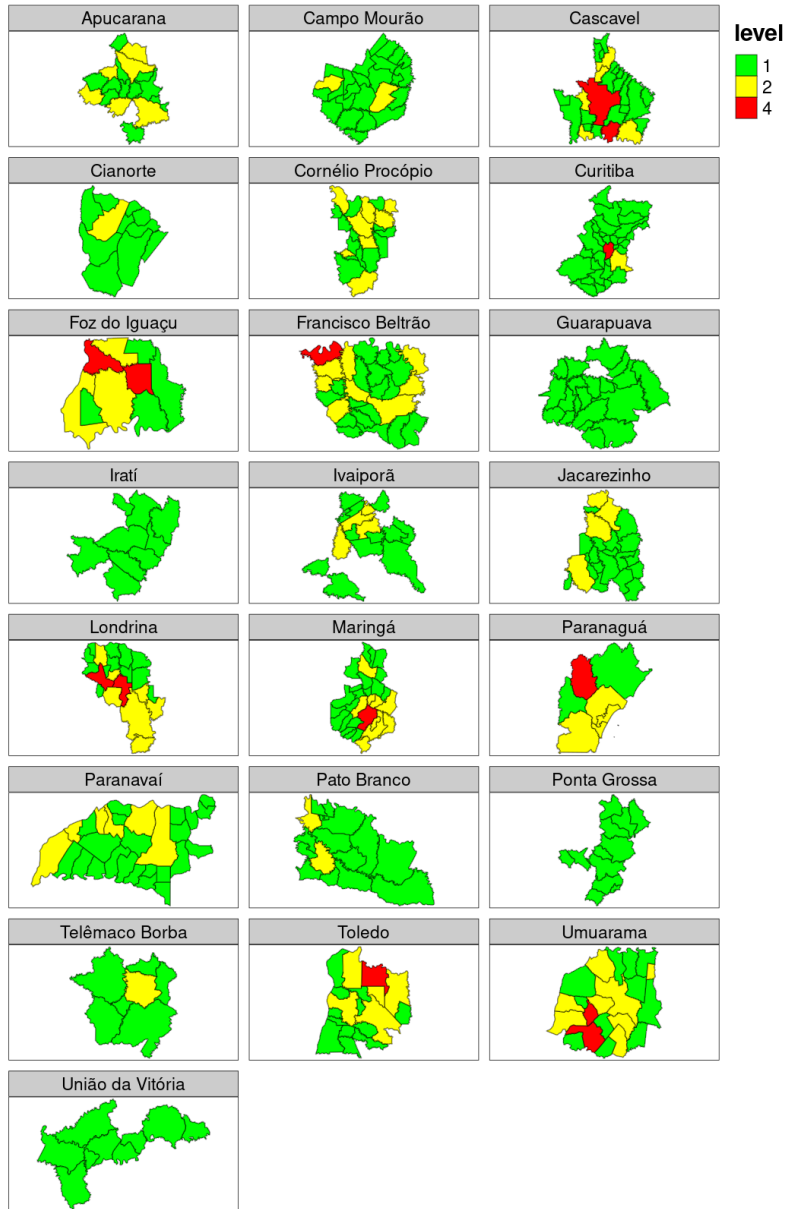 Apucarana
Campo Mourão
Cascavel
level
1
2
4
Cianorte
Cornélio Procópio
Curitiba
Foz do Iguaçu
Francisco Beltrão
Guarapuava
Iratí
Ivaiporã
Jacarezinho
Londrina
Maringá
Paranaguá
Paranavaí
Pato Branco
Ponta Grossa
Telêmaco Borba
Toledo
Umuarama
União da Vitória